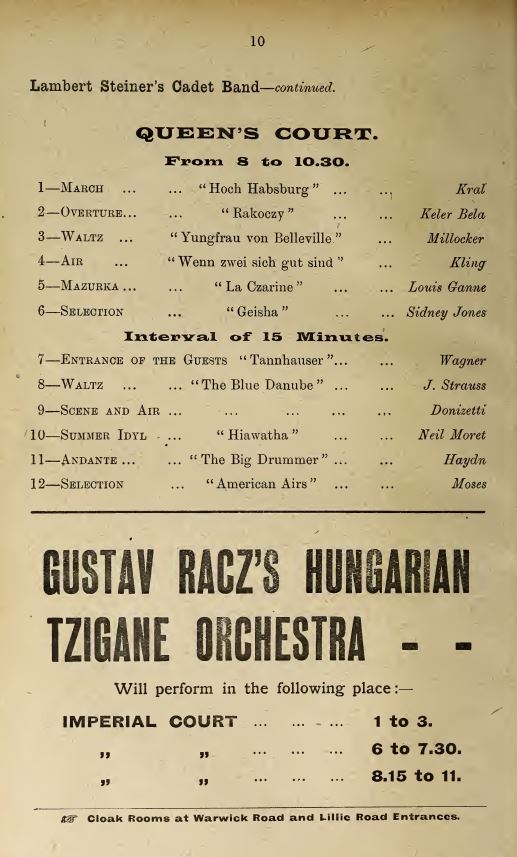 10
Lambert Steiner's Cadet Band—continued.
QUEEN'S COURT.
From 8 to 10.30.
1—March ... ... "Hoch Habsburg" ... ... Kral
2—Overture... ... "Rakoczy" ... ... Keler Bela
3—Waltz ... "Yungfrau von Belleville" ... Millocker
4—Air ... "Wenn zwei sich gut sind" ... Kling
5—Mazurka ... ... "La Czarine" ... ... Louis Ganne
6—Selection ... "Geisha" ... ... Sidney Jones
Interval of 15 Minutes.
7—Entrance of the Guests "Tannhauser"... ... Wagner
8—Waltz ... ... "The Blue Danube" ... ... J. Strauss
9—Scene and Air ... ... ... ... ... Donizetti
10—Summer Idyl ... "Hiawatha" ... ... Neil Moret
11—Andante ... ... "The Big Drummer" ... ... Haydn
12—Selection ... "American Airs" ... ... Moses
GUSTAV RACZ'S HUNGARIAN
TZIGANE ORCHESTRA - -
Will perform in the following place:—
IMPERIAL COURT ... ... ... 1 to 3.
„ „ ... ... ... 6 to 7.30.
„ „ ... ... ... 8.15 to 11.
☞ Cloak Rooms at Warwick Road and Lillie Road Entrances.